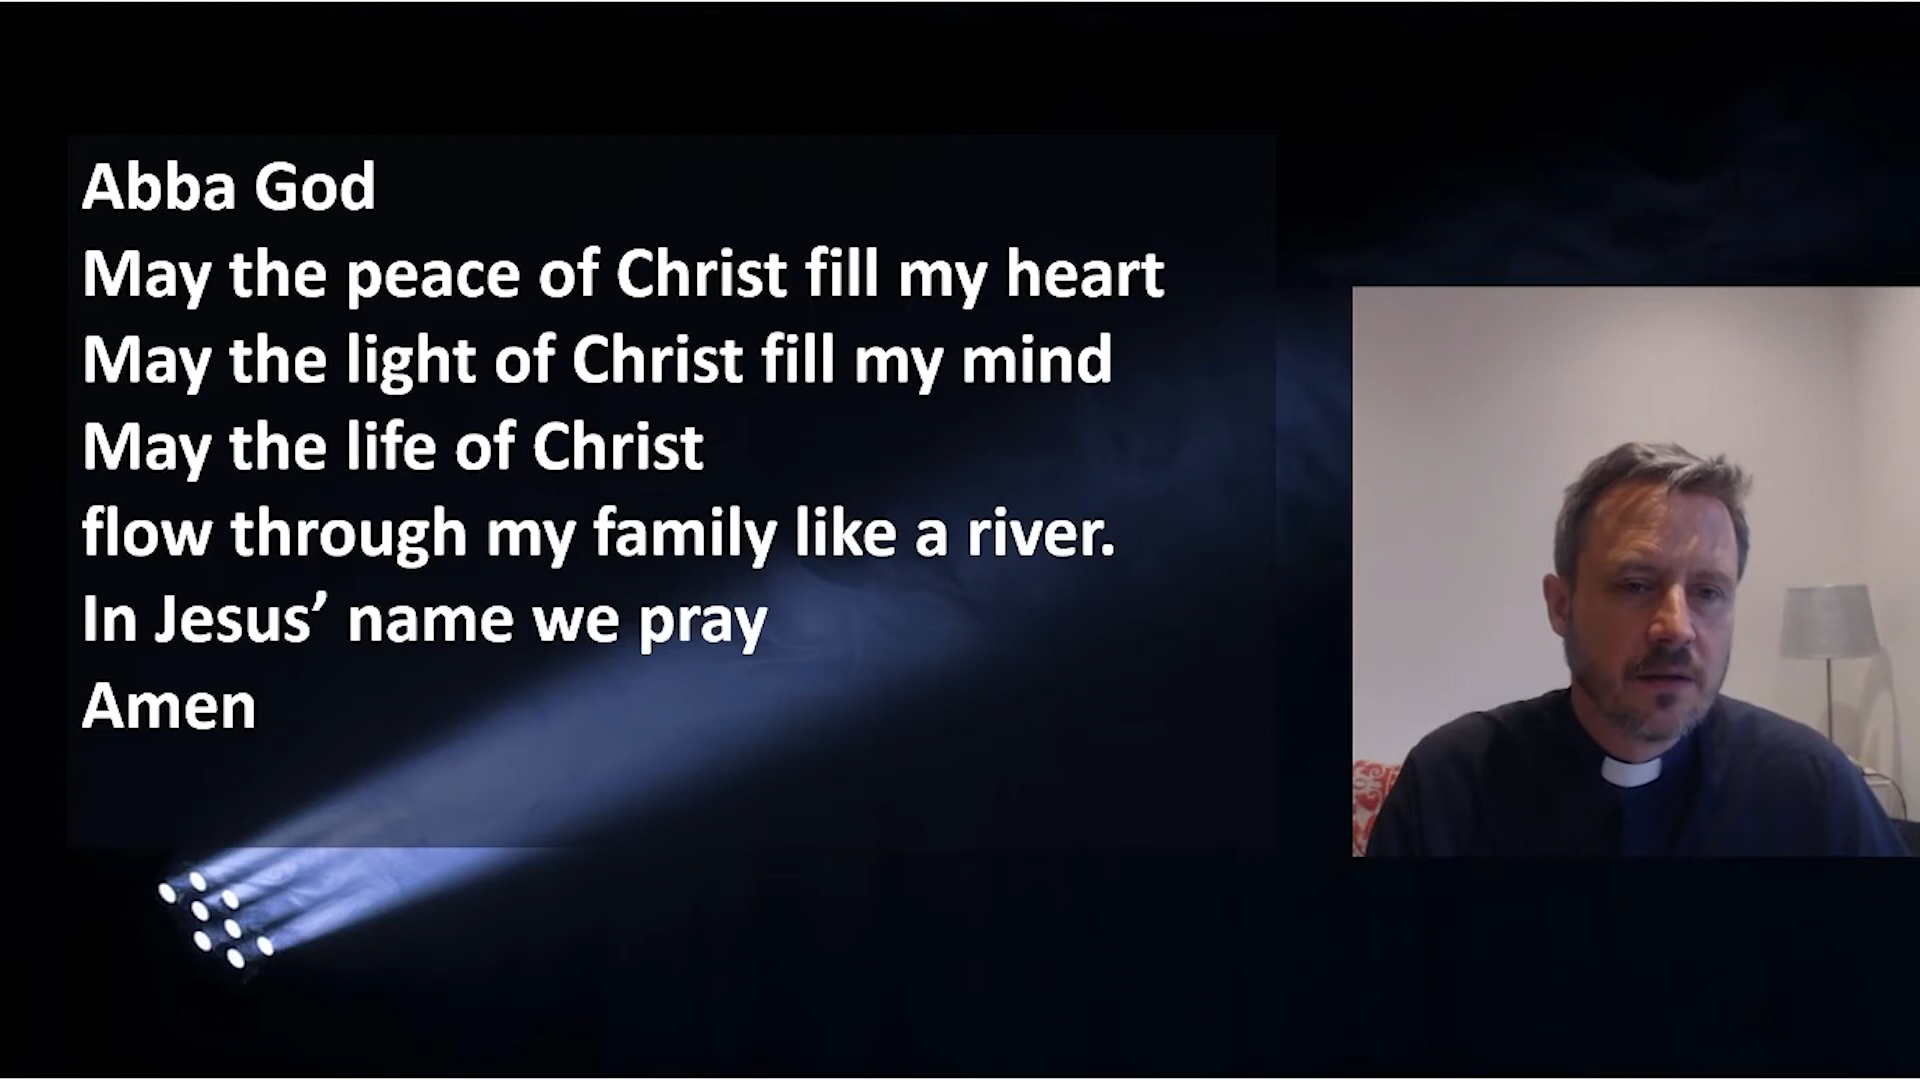 Abba God
May the peace of Christ fill my heart
May the light of Christ fill my mind
May the life of Christ
flow through my family like a river.
In Jesus’ name we pray
Amen